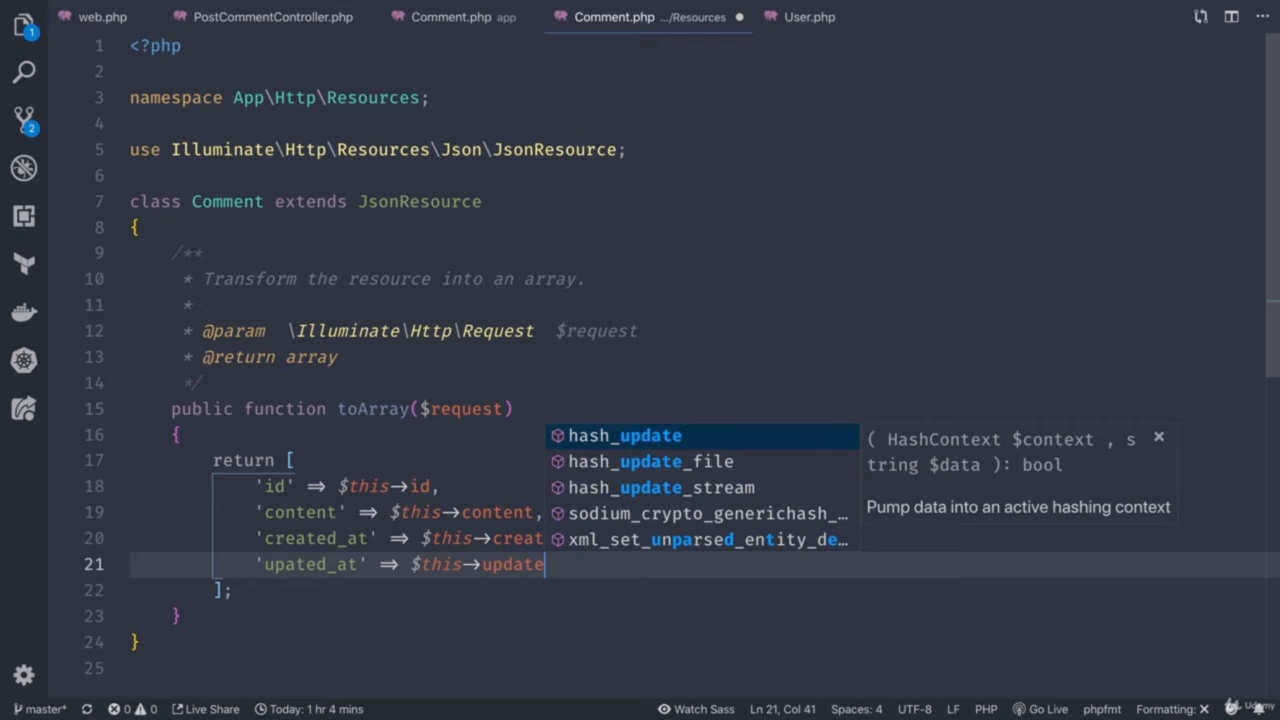 web.php PostCommentController.php Comment.php app Comment.php .../Resources User.php
1 <?php
2
3 namespace App\Http\Resources;
4
5 use Illuminate\Http\Resources\Json\JsonResource;
6
7 class Comment extends JsonResource
8 {
9 /**
10 * Transform the resource into an array.
11 *
12 * @param \Illuminate\Http\Request $request
13 * @return array
14 */
15 public function toArray($request)
16 {
17 return [
18 'id' => $this->id,
19 'content' => $this->content,
20 'created_at' => $this->creat
21 'upated_at' => $this->update
22 ];
23 }
24 }
25
hash_update
hash_update_file
hash_update_stream
sodium_crypto_generichash_…
xml_set_unparsed_entity_de…
( HashContext $context , s
tring $data ): bool
Pump data into an active hashing context
1
2
master* 0 0 Live Share Today: 1 hr 4 mins Watch Sass Ln 21, Col 41 Spaces: 4 UTF-8 LF PHP Go Live phpfmt Formatting: ✕
Udemy